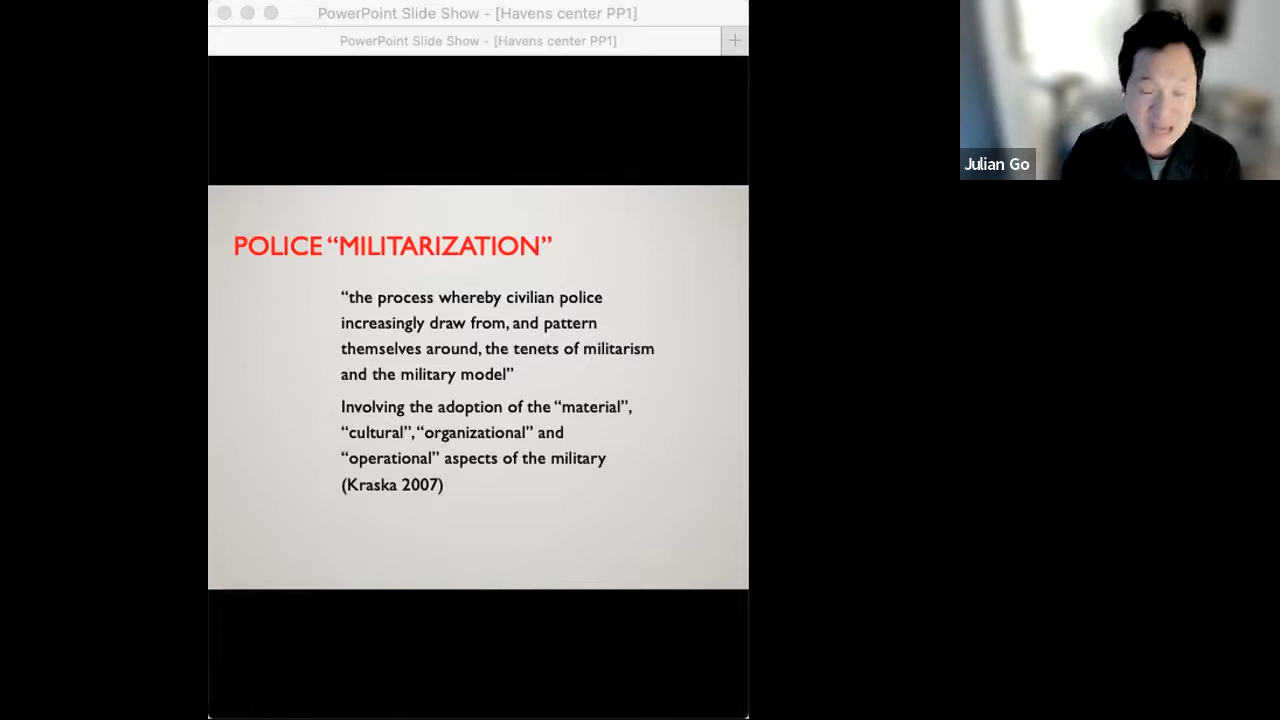 PowerPoint Slide Show - [Havens center PP1]
PowerPoint Slide Show - [Havens center PP1]
Julian Go
POLICE “MILITARIZATION”
“the process whereby civilian police
increasingly draw from, and pattern
themselves around, the tenets of militarism
and the military model”
Involving the adoption of the “material”,
“cultural”, “organizational” and
“operational” aspects of the military
(Kraska 2007)